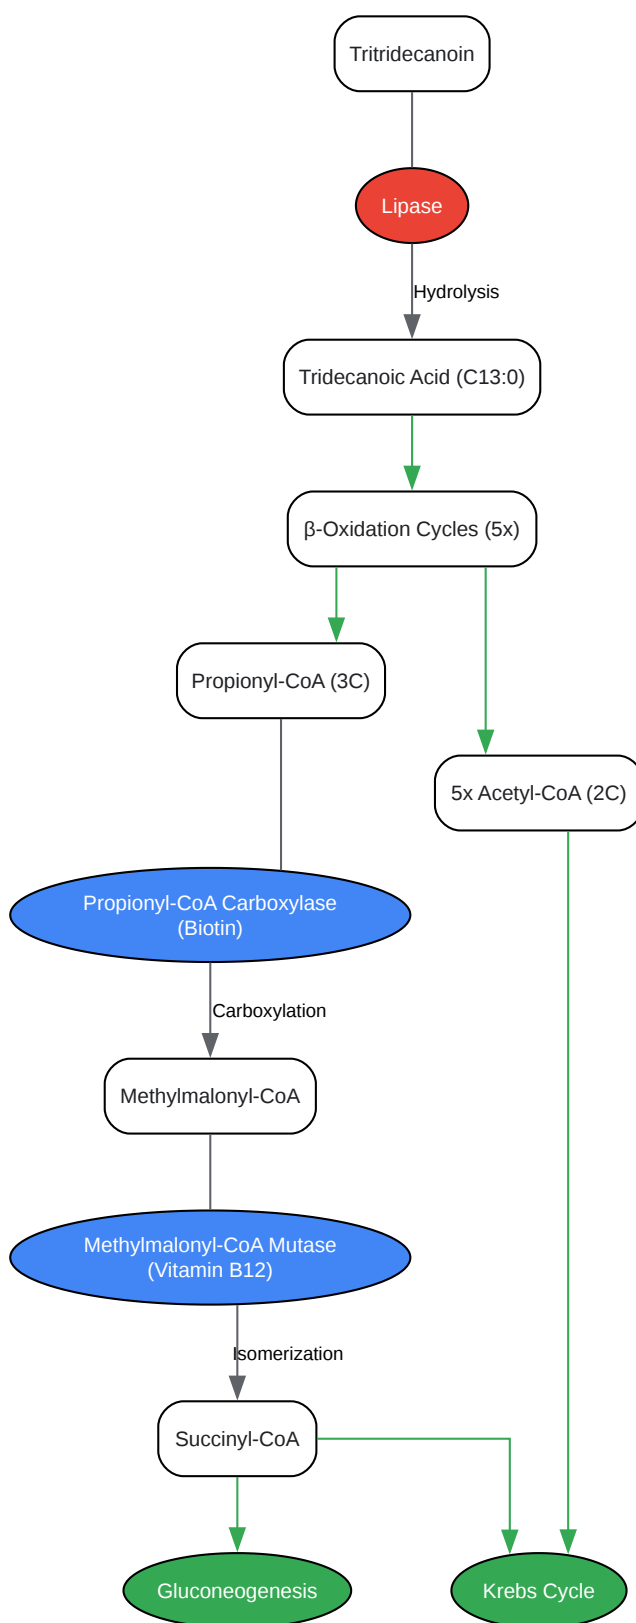 Tritridecanoin
Lipase
Hydrolysis
Tridecanoic Acid (C13:0)
β-Oxidation Cycles (5x)
Propionyl-CoA (3C)
5x Acetyl-CoA (2C)
Propionyl-CoA Carboxylase
(Biotin)
Carboxylation
Methylmalonyl-CoA
Methylmalonyl-CoA Mutase
(Vitamin B12)
Isomerization
Succinyl-CoA
Gluconeogenesis
Krebs Cycle